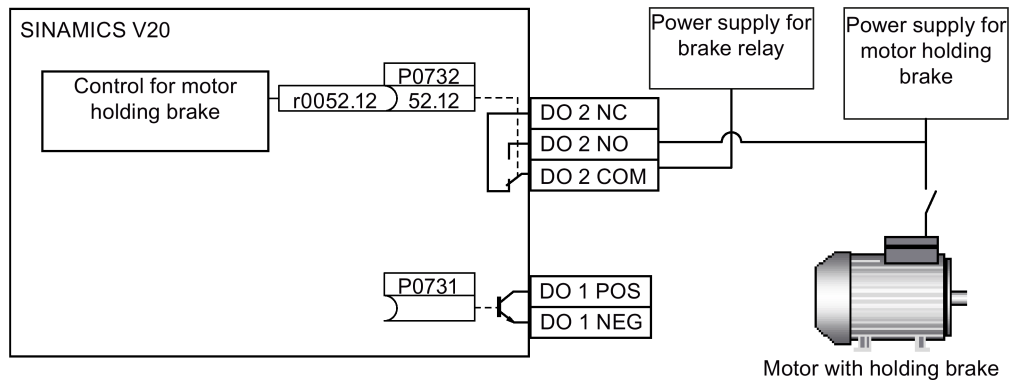 SINAMICS V20
Control for motor
holding brake
r0052.12
P0732
52.12
DO 2 NC
DO 2 NO
DO 2 COM
Power supply for
brake relay
Power supply for
motor holding
brake
P0731
DO 1 POS
DO 1 NEG
Motor with holding brake